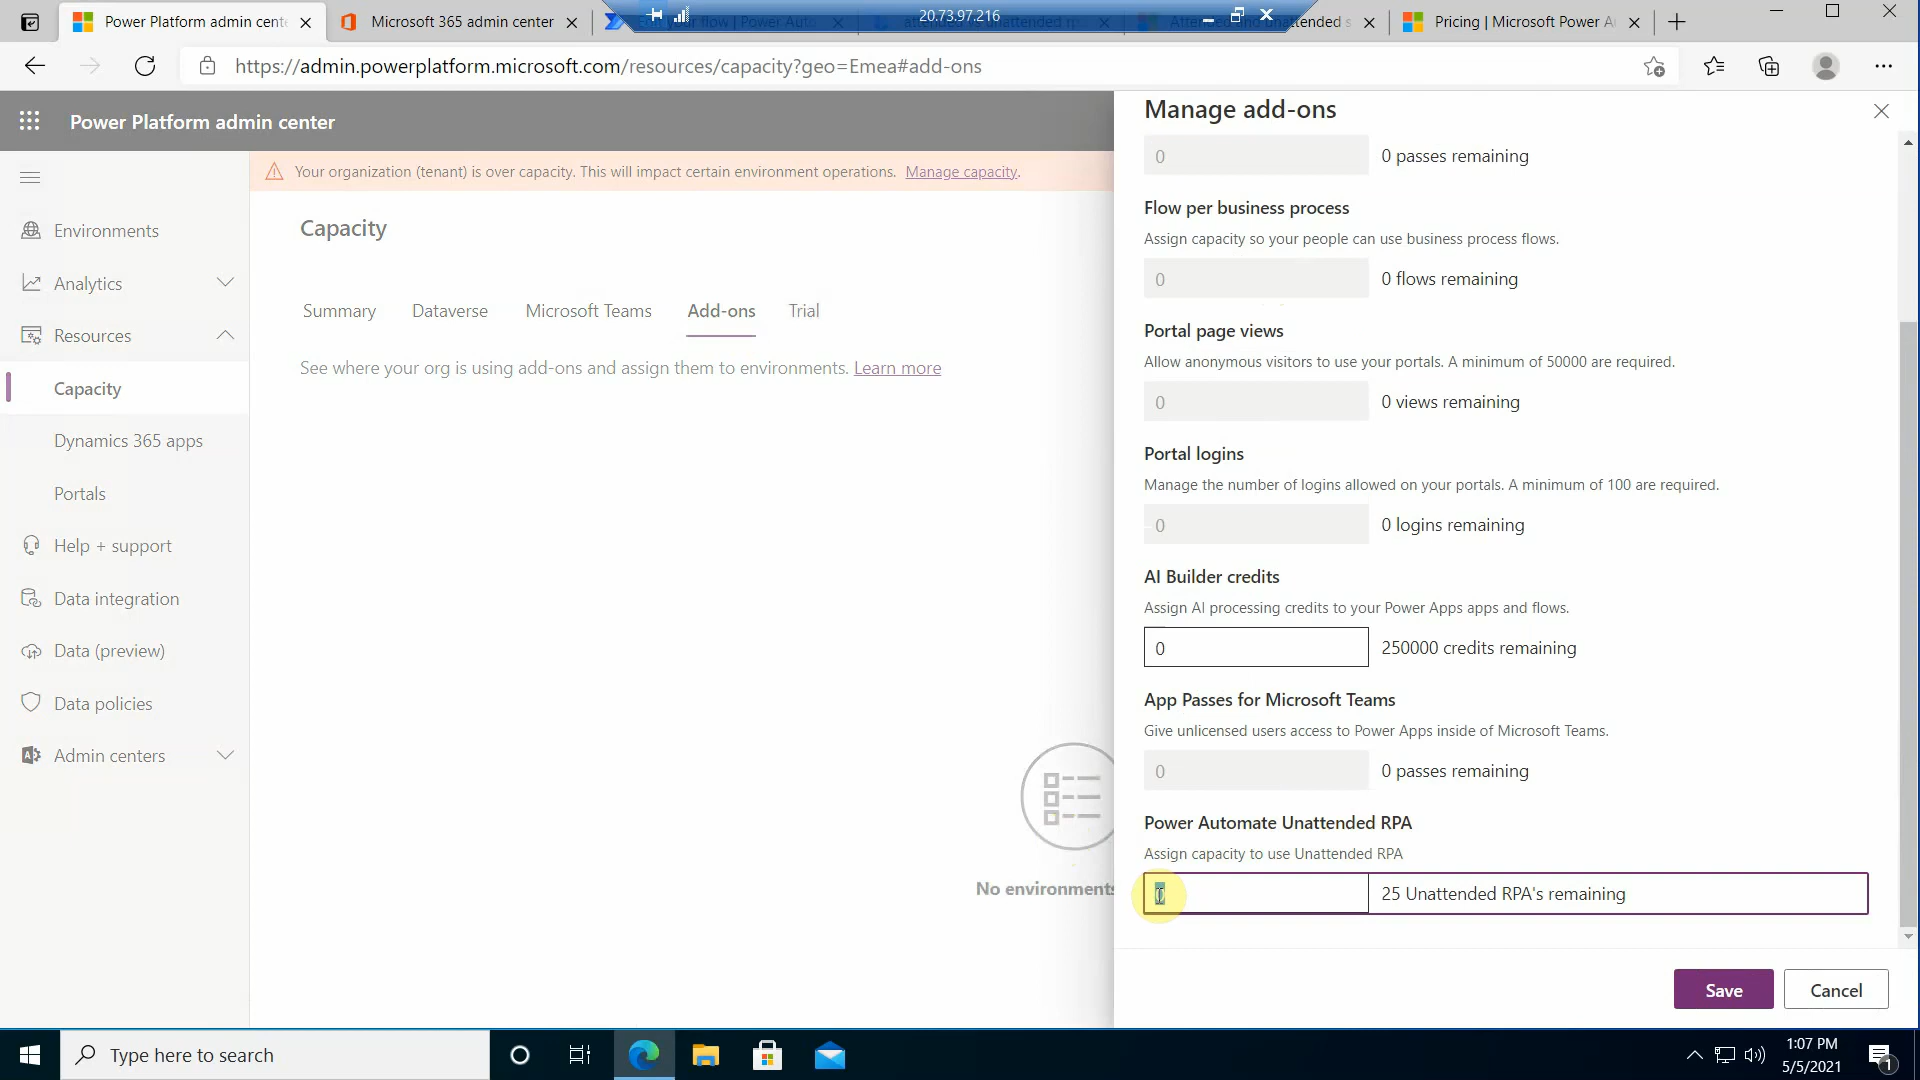 Power Platform admin cente
Microsoft 365 admin center
20.73.97.216
Pricing | Microsoft Power A
https://admin.powerplatform.microsoft.com/resources/capacity?geo=Emea#add-ons
Power Platform admin center
Your organization (tenant) is over capacity. This will impact certain environment operations. Manage capacity.
Environments
Analytics
Resources
Capacity
Dynamics 365 apps
Portals
Help + support
Data integration
Data (preview)
Data policies
Admin centers
Capacity
Summary
Dataverse
Microsoft Teams
Add-ons
Trial
See where your org is using add-ons and assign them to environments. Learn more
No environments
Manage add-ons
0
0 passes remaining
Flow per business process
Assign capacity so your people can use business process flows.
0
0 flows remaining
Portal page views
Allow anonymous visitors to use your portals. A minimum of 50000 are required.
0
0 views remaining
Portal logins
Manage the number of logins allowed on your portals. A minimum of 100 are required.
0
0 logins remaining
AI Builder credits
Assign AI processing credits to your Power Apps apps and flows.
0
250000 credits remaining
App Passes for Microsoft Teams
Give unlicensed users access to Power Apps inside of Microsoft Teams.
0
0 passes remaining
Power Automate Unattended RPA
Assign capacity to use Unattended RPA
25 Unattended RPA's remaining
Save
Cancel
Type here to search
1:07 PM
5/5/2021
1